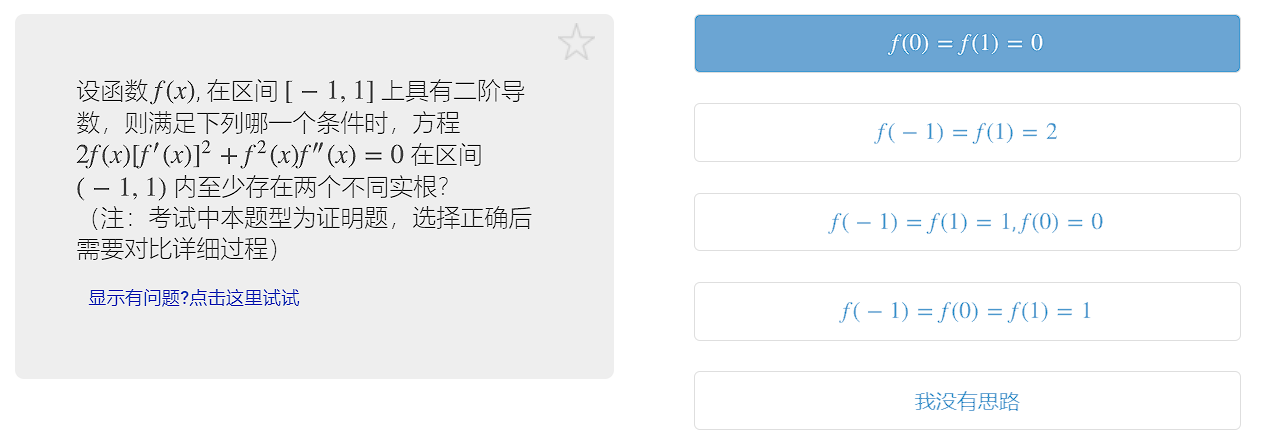 设函数 f(x), 在区间 [ − 1, 1] 上具有二阶导
数，则满足下列哪一个条件时，方程
2f(x)[f′(x)]² + f²(x)f″(x) = 0 在区间
( − 1, 1) 内至少存在两个不同实根？
（注：考试中本题型为证明题，选择正确后
需要对比详细过程）
显示有问题?点击这里试试
f(0) = f(1) = 0
f( − 1) = f(1) = 2
f( − 1) = f(1) = 1, f(0) = 0
f( − 1) = f(0) = f(1) = 1
我没有思路